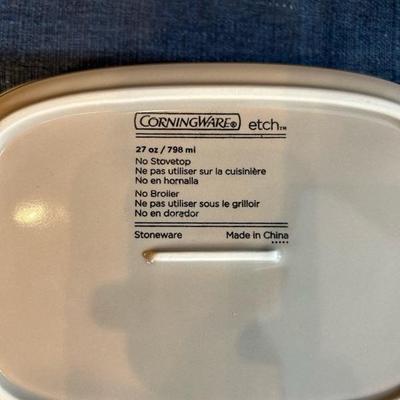 CORNINGWARE® etch™
27 oz / 798 ml
No Stovetop
Ne pas utiliser sur la cuisinière
No en hornalla
No Broiler
Ne pas utiliser sous le grilloir
No en dorador
Stoneware Made in China